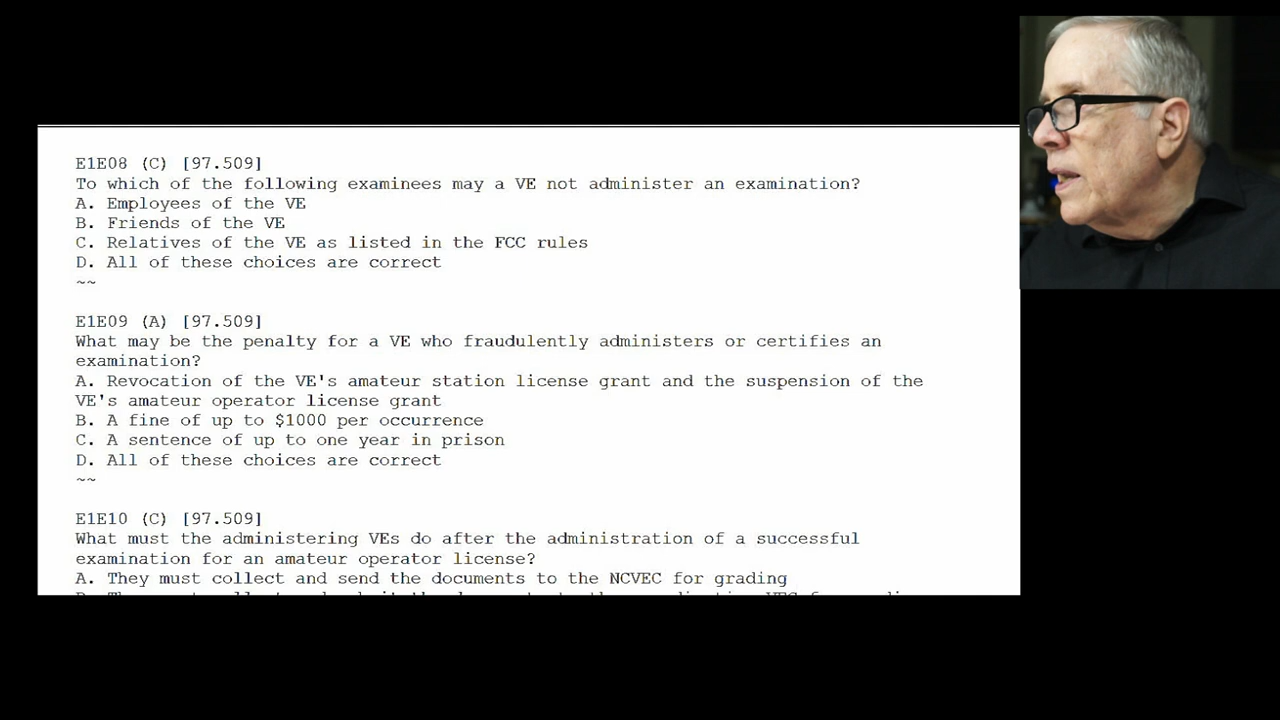 E1E08 (C) [97.509]
To which of the following examinees may a VE not administer an examination?
A. Employees of the VE
B. Friends of the VE
C. Relatives of the VE as listed in the FCC rules
D. All of these choices are correct
~~
E1E09 (A) [97.509]
What may be the penalty for a VE who fraudulently administers or certifies an
examination?
A. Revocation of the VE's amateur station license grant and the suspension of the
VE's amateur operator license grant
B. A fine of up to $1000 per occurrence
C. A sentence of up to one year in prison
D. All of these choices are correct
~~
E1E10 (C) [97.509]
What must the administering VEs do after the administration of a successful
examination for an amateur operator license?
A. They must collect and send the documents to the NCVEC for grading